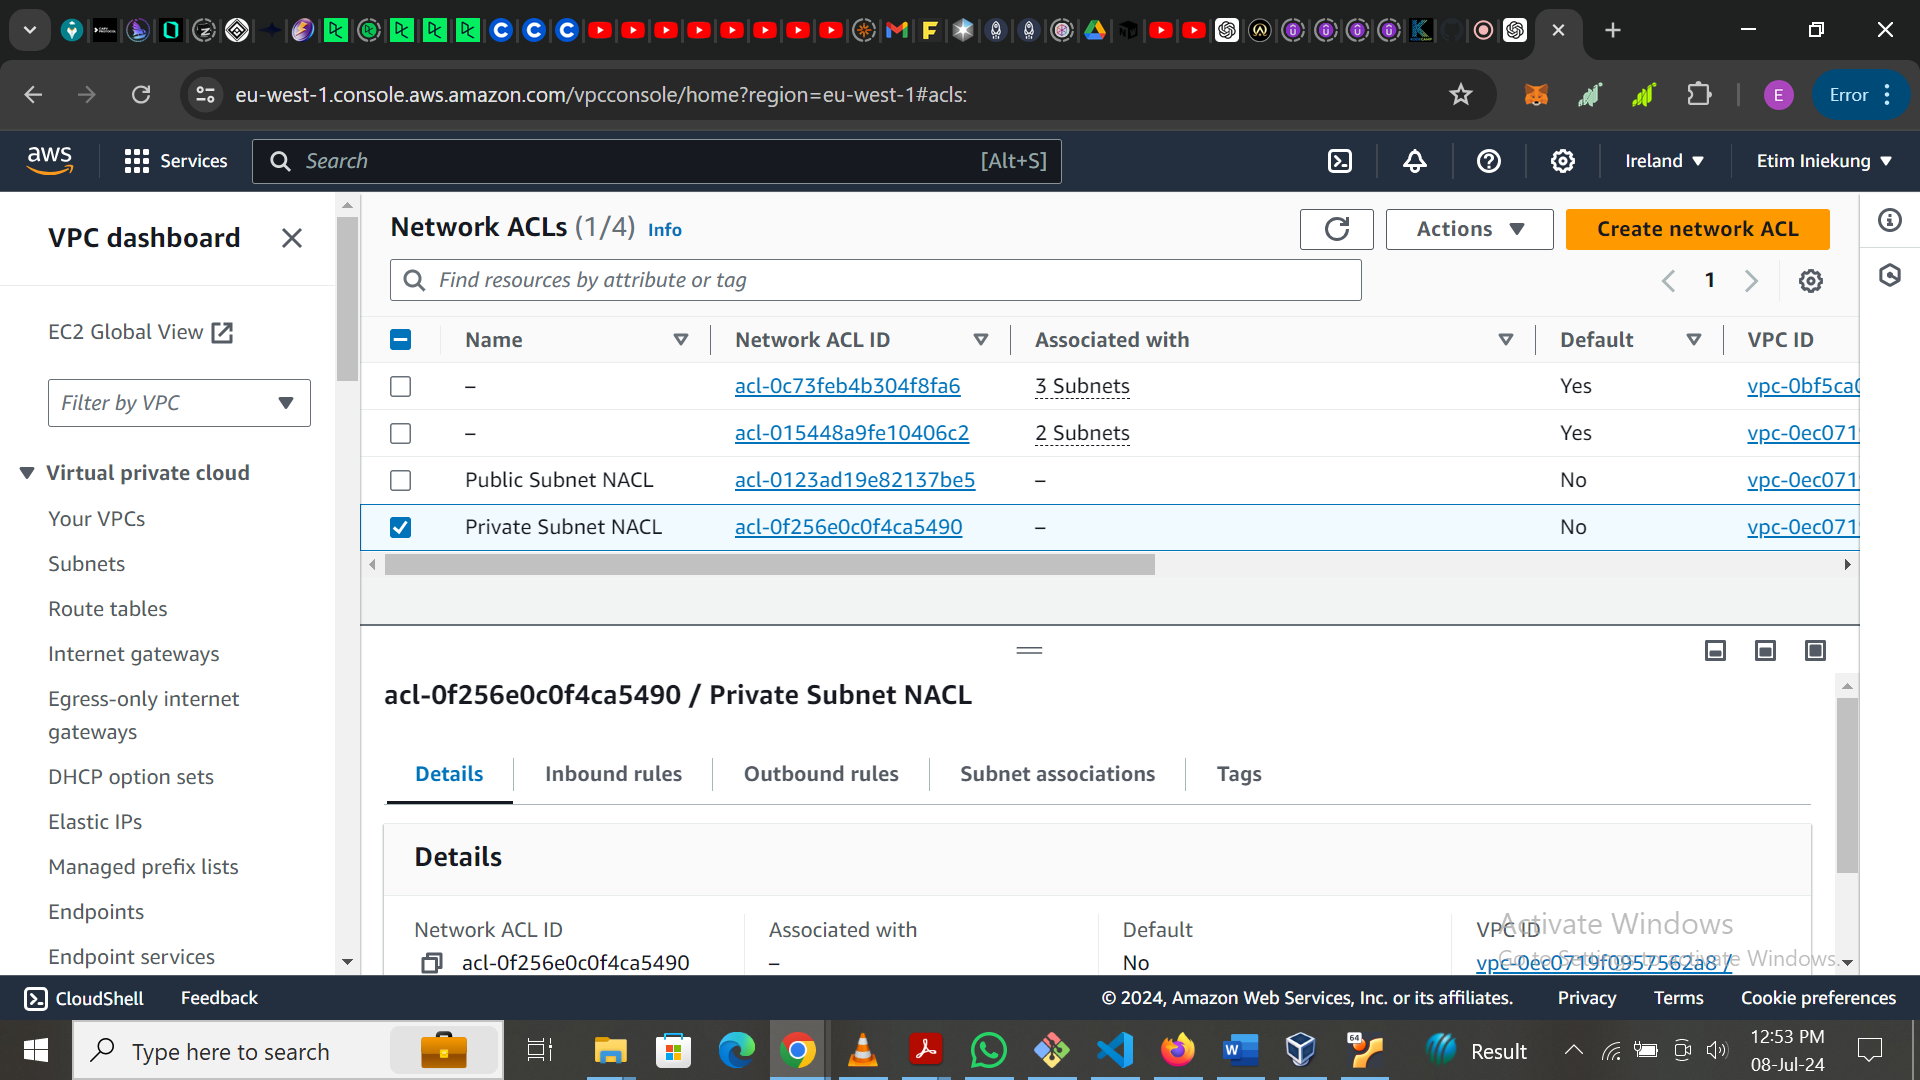 eu-west-1.console.aws.amazon.com/vpcconsole/home?region=eu-west-1#acls:
E
Error
aws
Services
Search
[Alt+S]
Ireland
Etim Iniekung
VPC dashboard
EC2 Global View
Filter by VPC
Virtual private cloud
Your VPCs
Subnets
Route tables
Internet gateways
Egress-only internet
gateways
DHCP option sets
Elastic IPs
Managed prefix lists
Endpoints
Endpoint services
Network ACLs (1/4) Info
Actions
Create network ACL
Find resources by attribute or tag
1
Name Network ACL ID Associated with Default VPC ID
– acl-0c73feb4b304f8fa6 3 Subnets Yes vpc-0bf5ca0
– acl-015448a9fe10406c2 2 Subnets Yes vpc-0ec071
Public Subnet NACL acl-0123ad19e82137be5 – No vpc-0ec071
Private Subnet NACL acl-0f256e0c0f4ca5490 – No vpc-0ec071
acl-0f256e0c0f4ca5490 / Private Subnet NACL
Details Inbound rules Outbound rules Subnet associations Tags
Details
Network ACL ID Associated with Default VPC ID
acl-0f256e0c0f4ca5490 – No vpc-0ec0719f0957562a8 /
Activate Windows
Go to Settings to activate Windows.
CloudShell Feedback
© 2024, Amazon Web Services, Inc. or its affiliates. Privacy Terms Cookie preferences
Type here to search
64
Result
12:53 PM
08-Jul-24